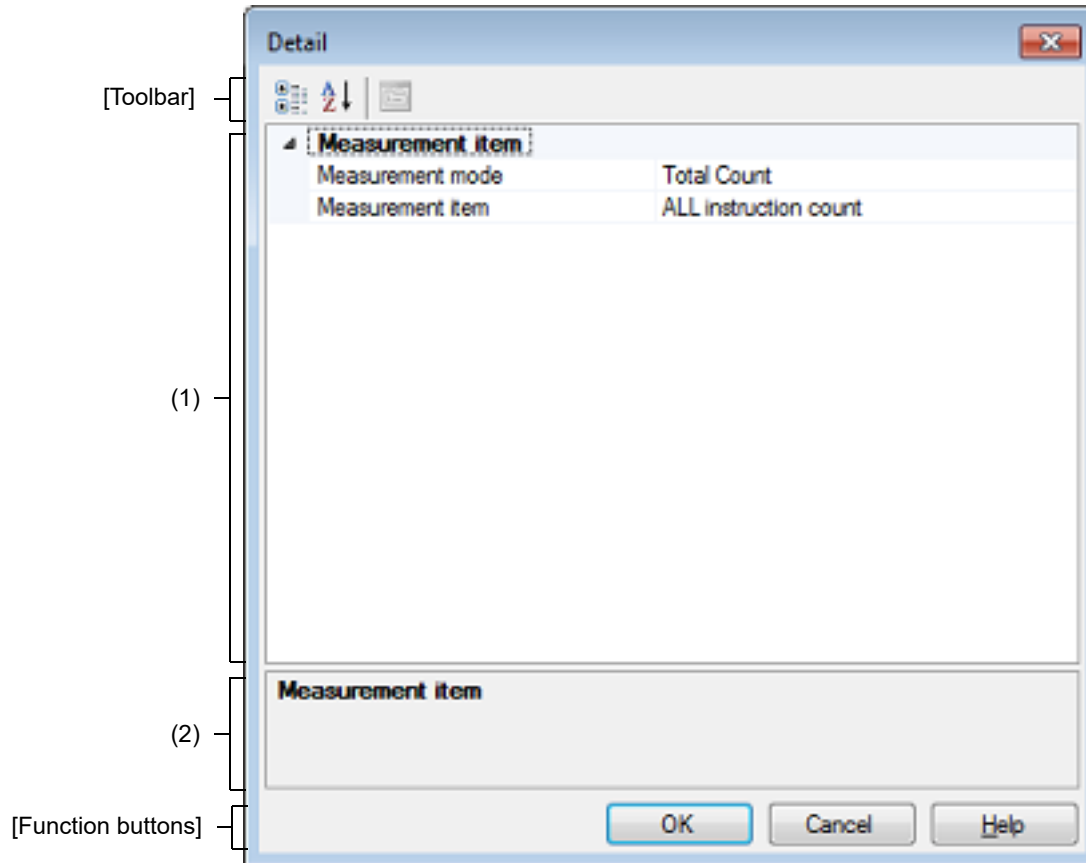 Detail
[Toolbar]
Measurement item
Measurement mode Total Count
Measurement item ALL instruction count
(1)
Measurement item
(2)
[Function buttons]
OK Cancel Help